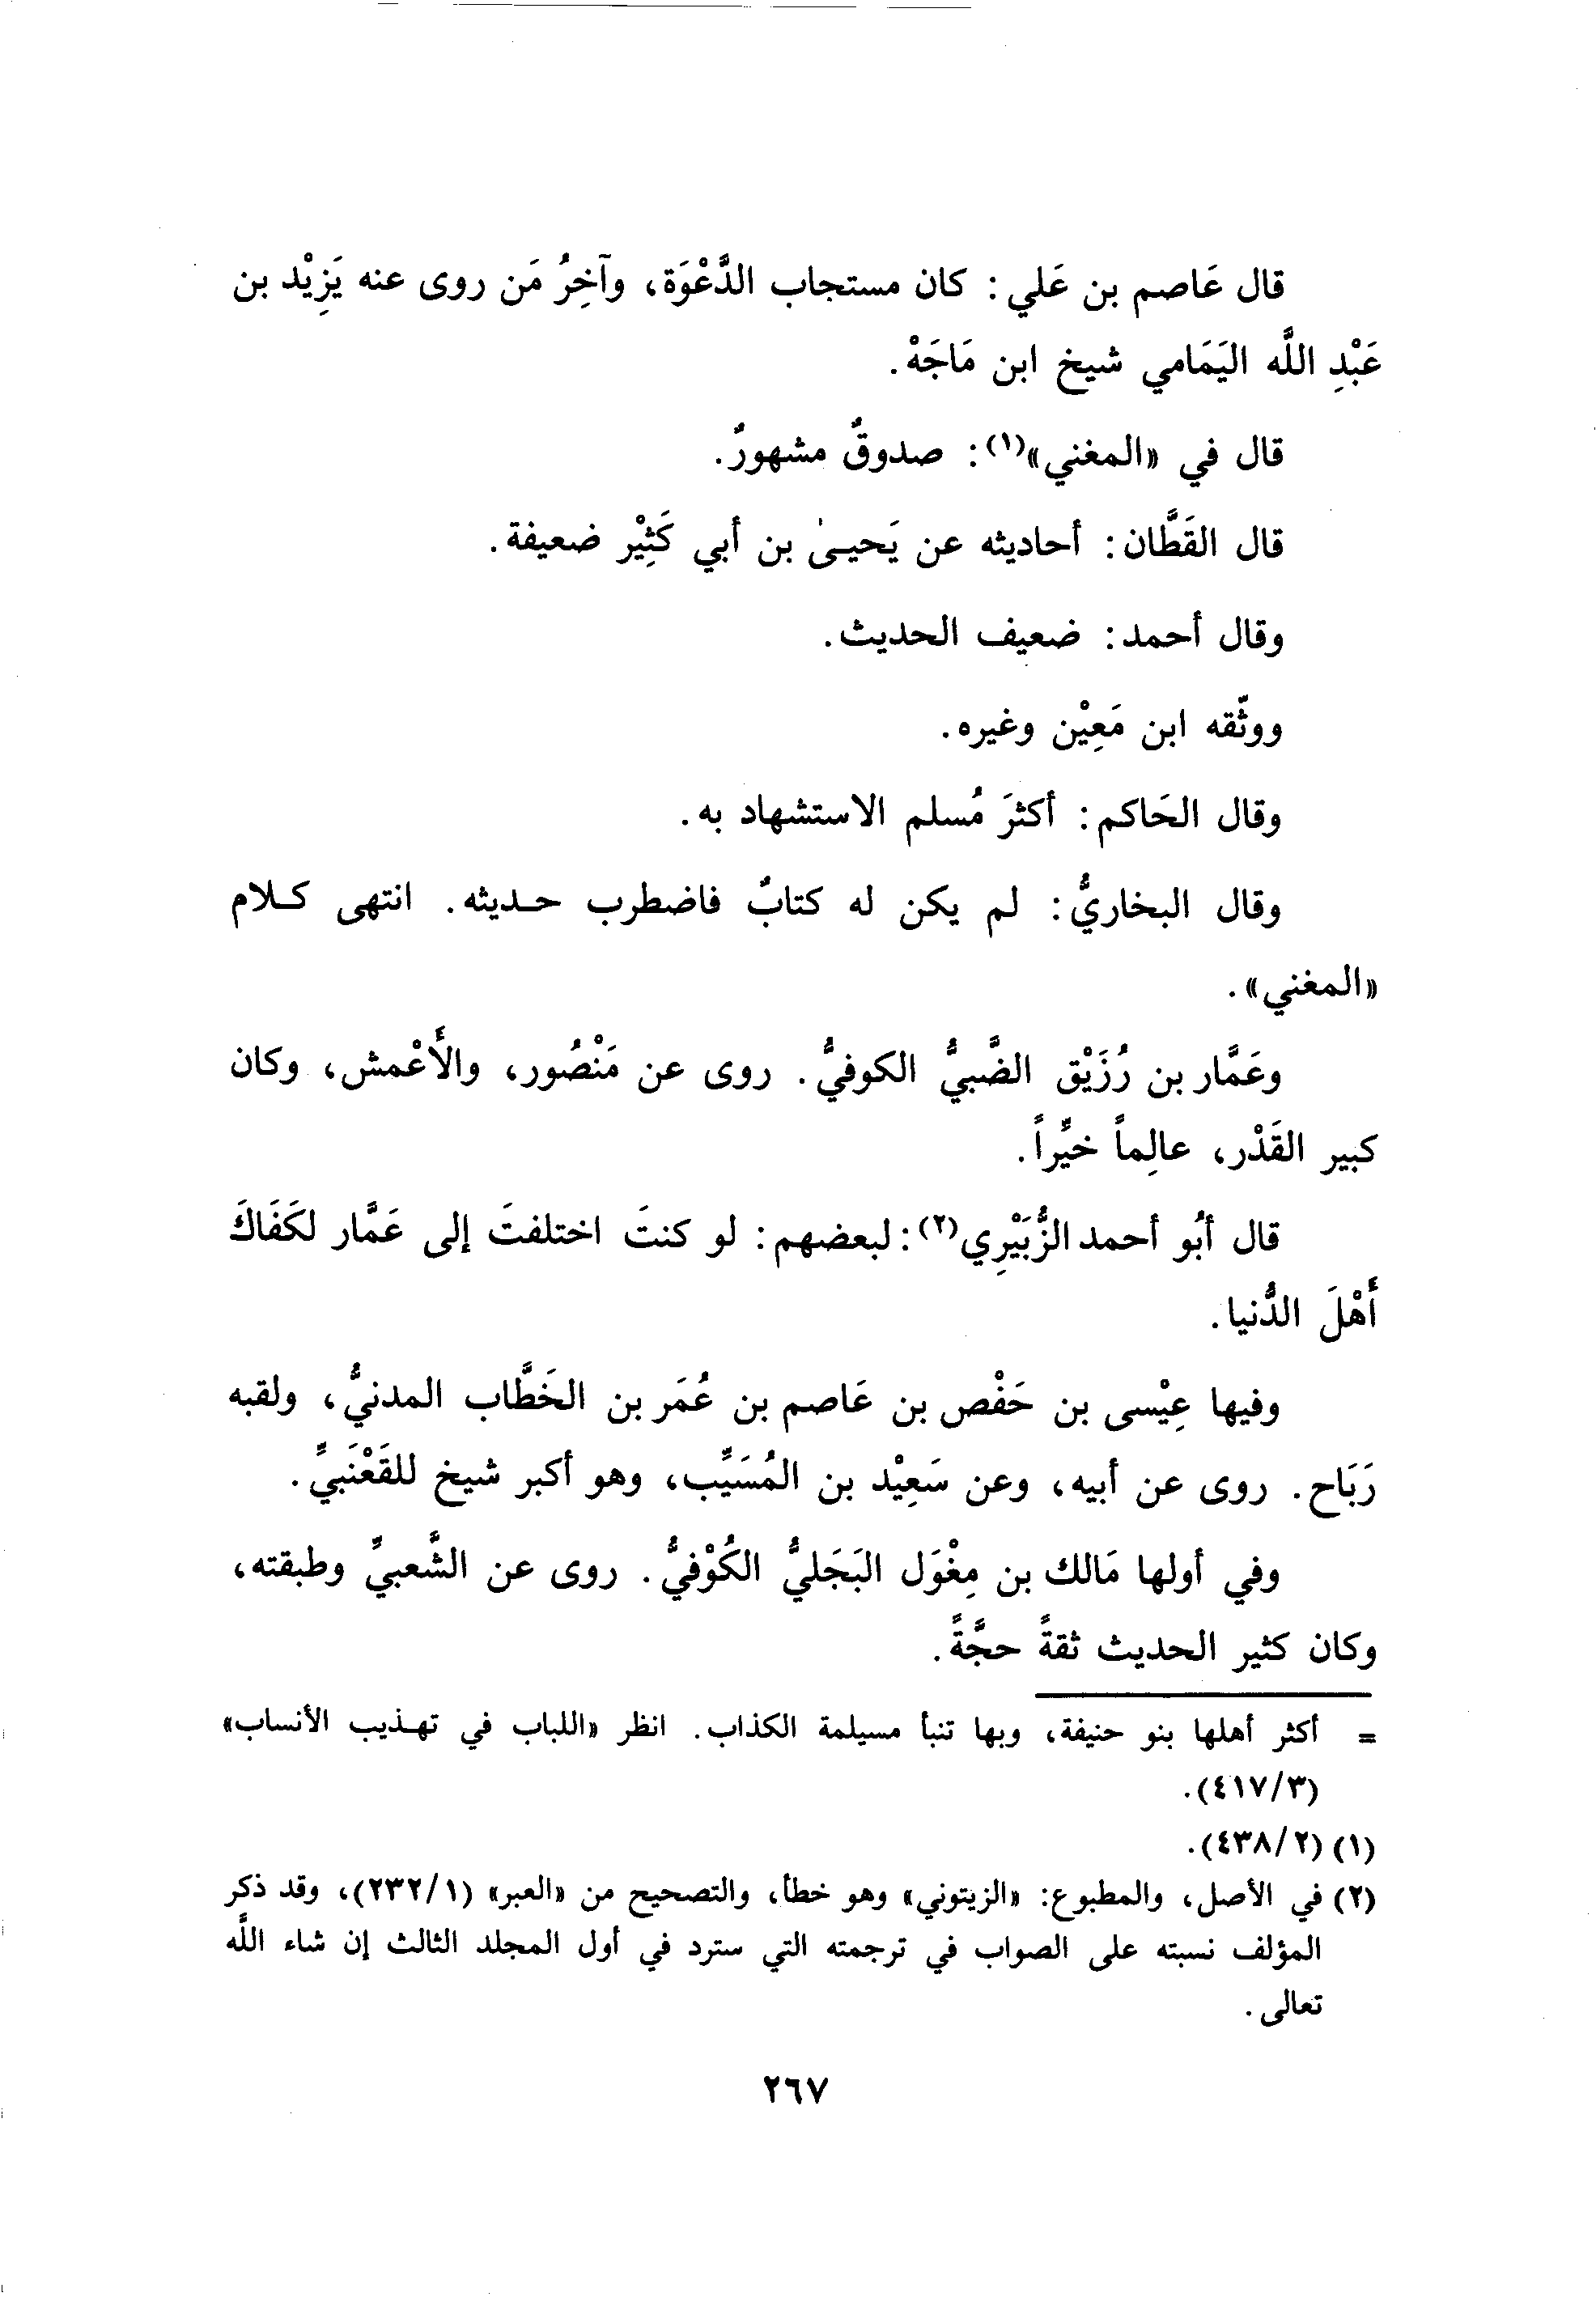 قال عَاصم بن عَلي: كان مستجاب الدَّعْوَة، وآخِرُ مَن روى عنه يَزِيْد بن
عَبْدِ اللَّه اليَمَامي شيخ ابن مَاجَهْ.
قال في «المغني»(١): صدوقٌ مشهورٌ.
قال القَطَّان: أحاديثه عن يَحيـىٰ بن أبي كَثِيْر ضعيفة.
وقال أحمد: ضعيف الحديث.
ووثّقه ابن مَعِيْن وغيره.
وقال الحَاكم: أكثرَ مُسلم الاستشهاد به.
وقال البخاريُّ: لم يكن له كتابٌ فاضطرب حـديثه. انتهى كـلام
«المغني».
وعَمَّار بن رُزَيْق الضَّبيُّ الكوفيُّ. روى عن مَنْصُور، والأَعْمش، وكان
كبير القَدْر، عالِماً خيِّراً.
قال أبُو أحمد الزُّبَيْرِي(٢): لبعضهم: لو كنتَ اختلفتَ إلى عَمَّار لكَفَاكَ
أَهْلَ الدُّنيا.
وفيها عِيْسى بن حَفْص بن عَاصم بن عُمَر بن الخَطَّاب المدنيُّ، ولقبه
رَبَاح. روى عن أبيه، وعن سَعِيْد بن المُسَيِّب، وهو أكبر شيخ للقَعْنَبيِّ.
وفي أولها مَالك بن مِغْوَل البَجَليُّ الكُوْفيُّ. روى عن الشَّعبيِّ وطبقته،
وكان كثير الحديث ثقةً حجَّةً.
= أكثر أهلها بنو حنيفة، وبها تنبأ مسيلمة الكذاب. انظر «اللباب في تهـذيب الأنساب»
(٤١٧/٣).
(١) (٤٣٨/٢).
(٢) في الأصل، والمطبوع: «الزيتوني» وهو خطأ، والتصحيح من «العبر» (٢٣٢/١)، وقد ذكر
المؤلف نسبته على الصواب في ترجمته التي سترد في أول المجلد الثالث إن شاء اللَّه
تعالى.
٢٦٧